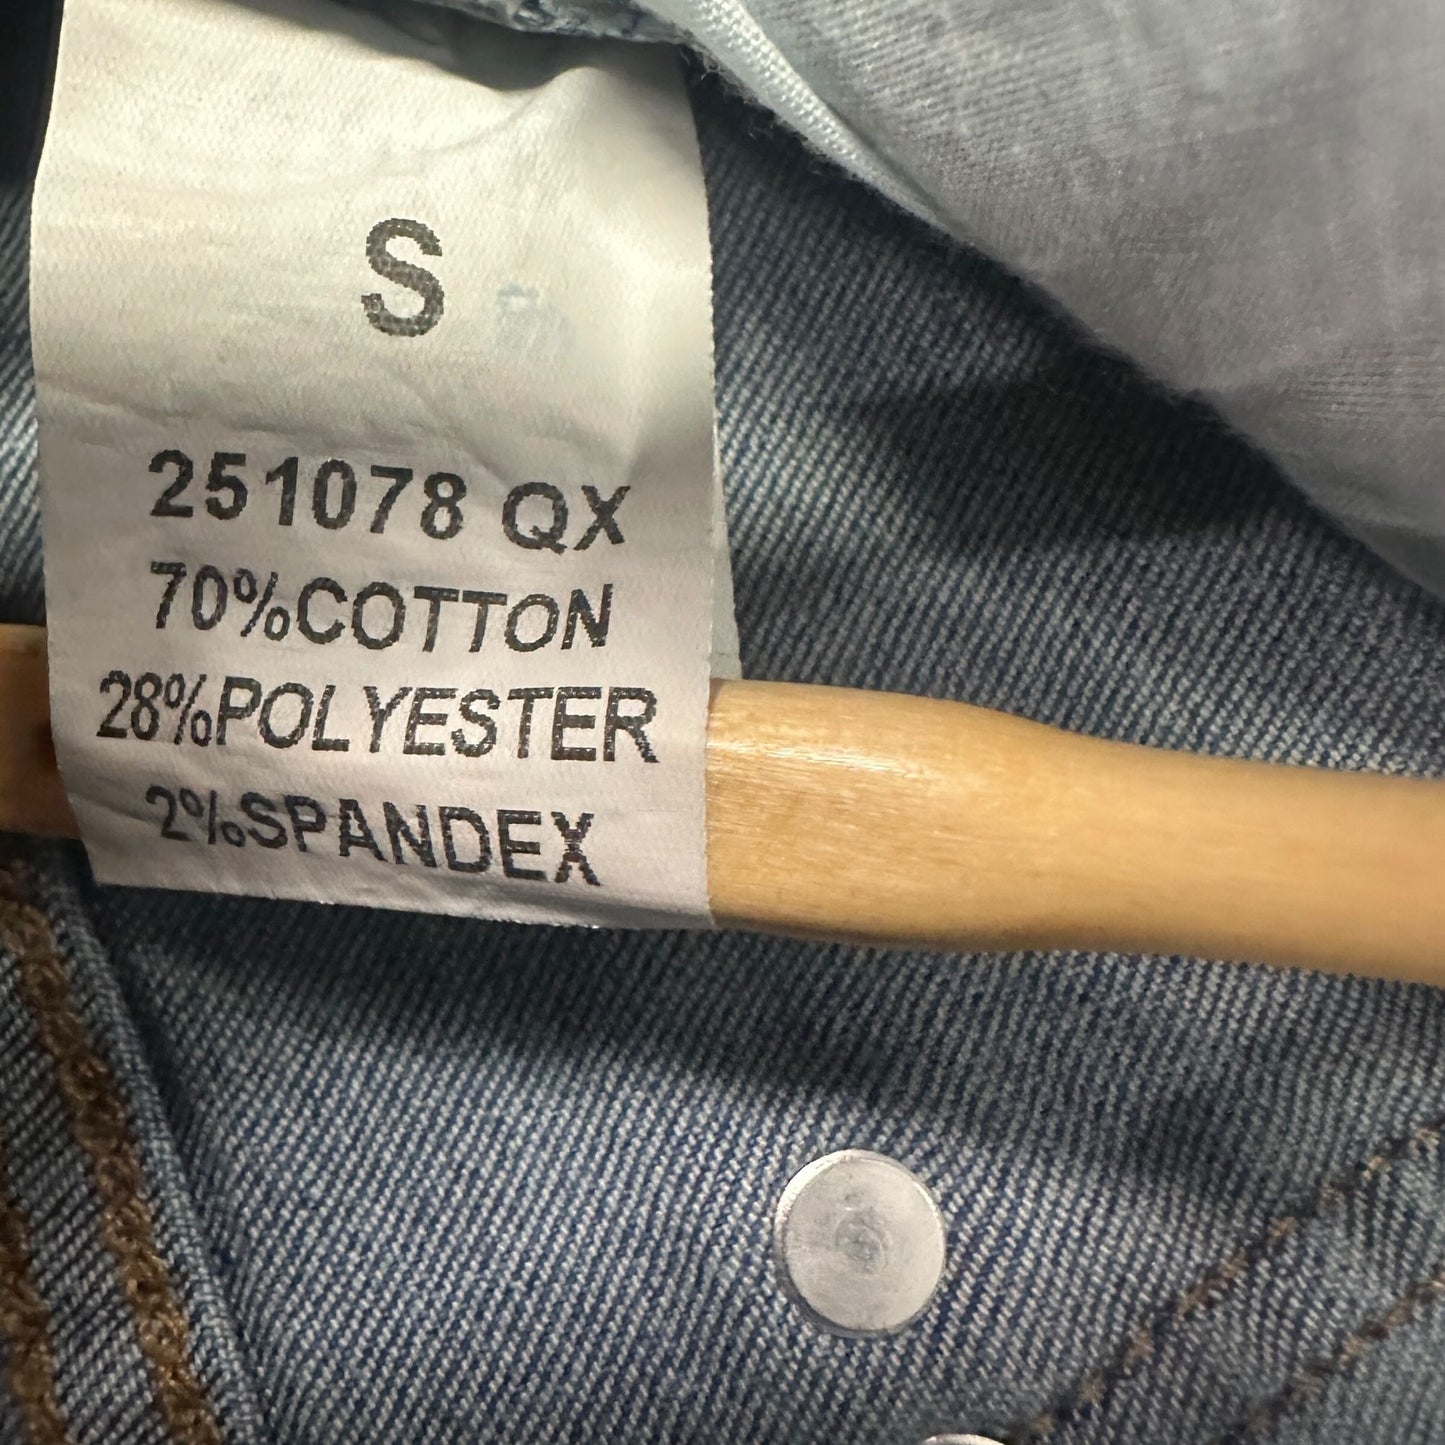 S
251078 QX
70%COTTON
28%POLYESTER
2%SPANDEX